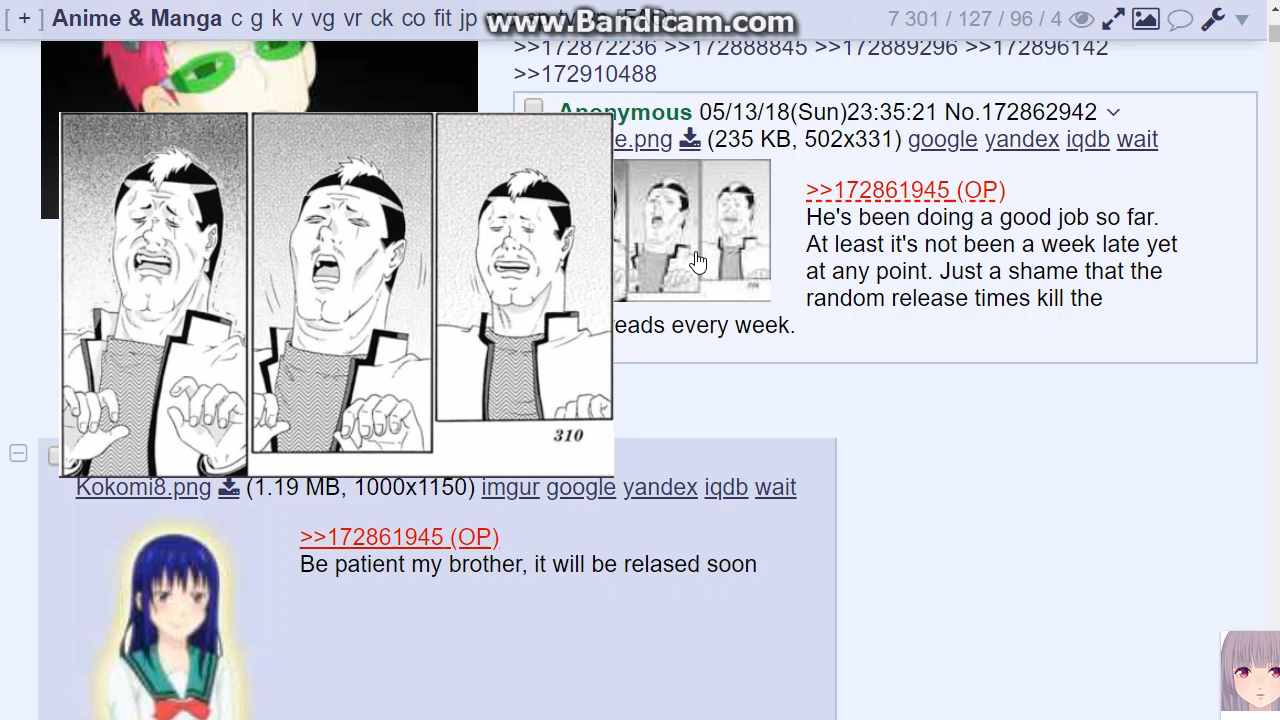 [ + ] Anime & Manga c g k v vg vr ck co fit jp
www.Bandicam.com
7 301 / 127 / 96 / 4
>>172872236 >>172888845 >>172889296 >>172896142
>>172910488
nymous 05/13/18(Sun)23:35:21 No.172862942
e.png (235 KB, 502x331) google yandex iqdb wait
>>172861945 (OP)
He's been doing a good job so far.
At least it's not been a week late yet
at any point. Just a shame that the
random release times kill the
eads every week.
310
Kokomi8.png (1.19 MB, 1000x1150) imgur google yandex iqdb wait
>>172861945 (OP)
Be patient my brother, it will be relased soon